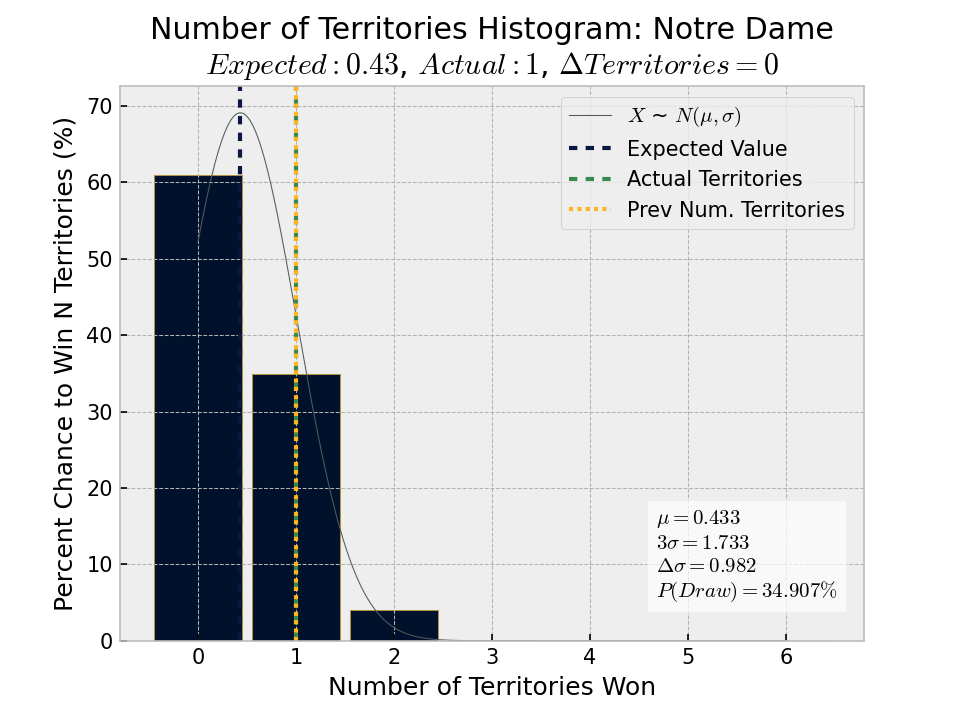 Number of Territories Histogram: Notre Dame
Expected : 0.43, Actual : 1, ΔTerritories = 0
Percent Chance to Win N Territories (%)
70
60
50
40
30
20
10
0
X ~ N(μ, σ)
Expected Value
Actual Territories
Prev Num. Territories
μ = 0.433
3σ = 1.733
Δσ = 0.982
P(Draw) = 34.907%
0 1 2 3 4 5 6
Number of Territories Won